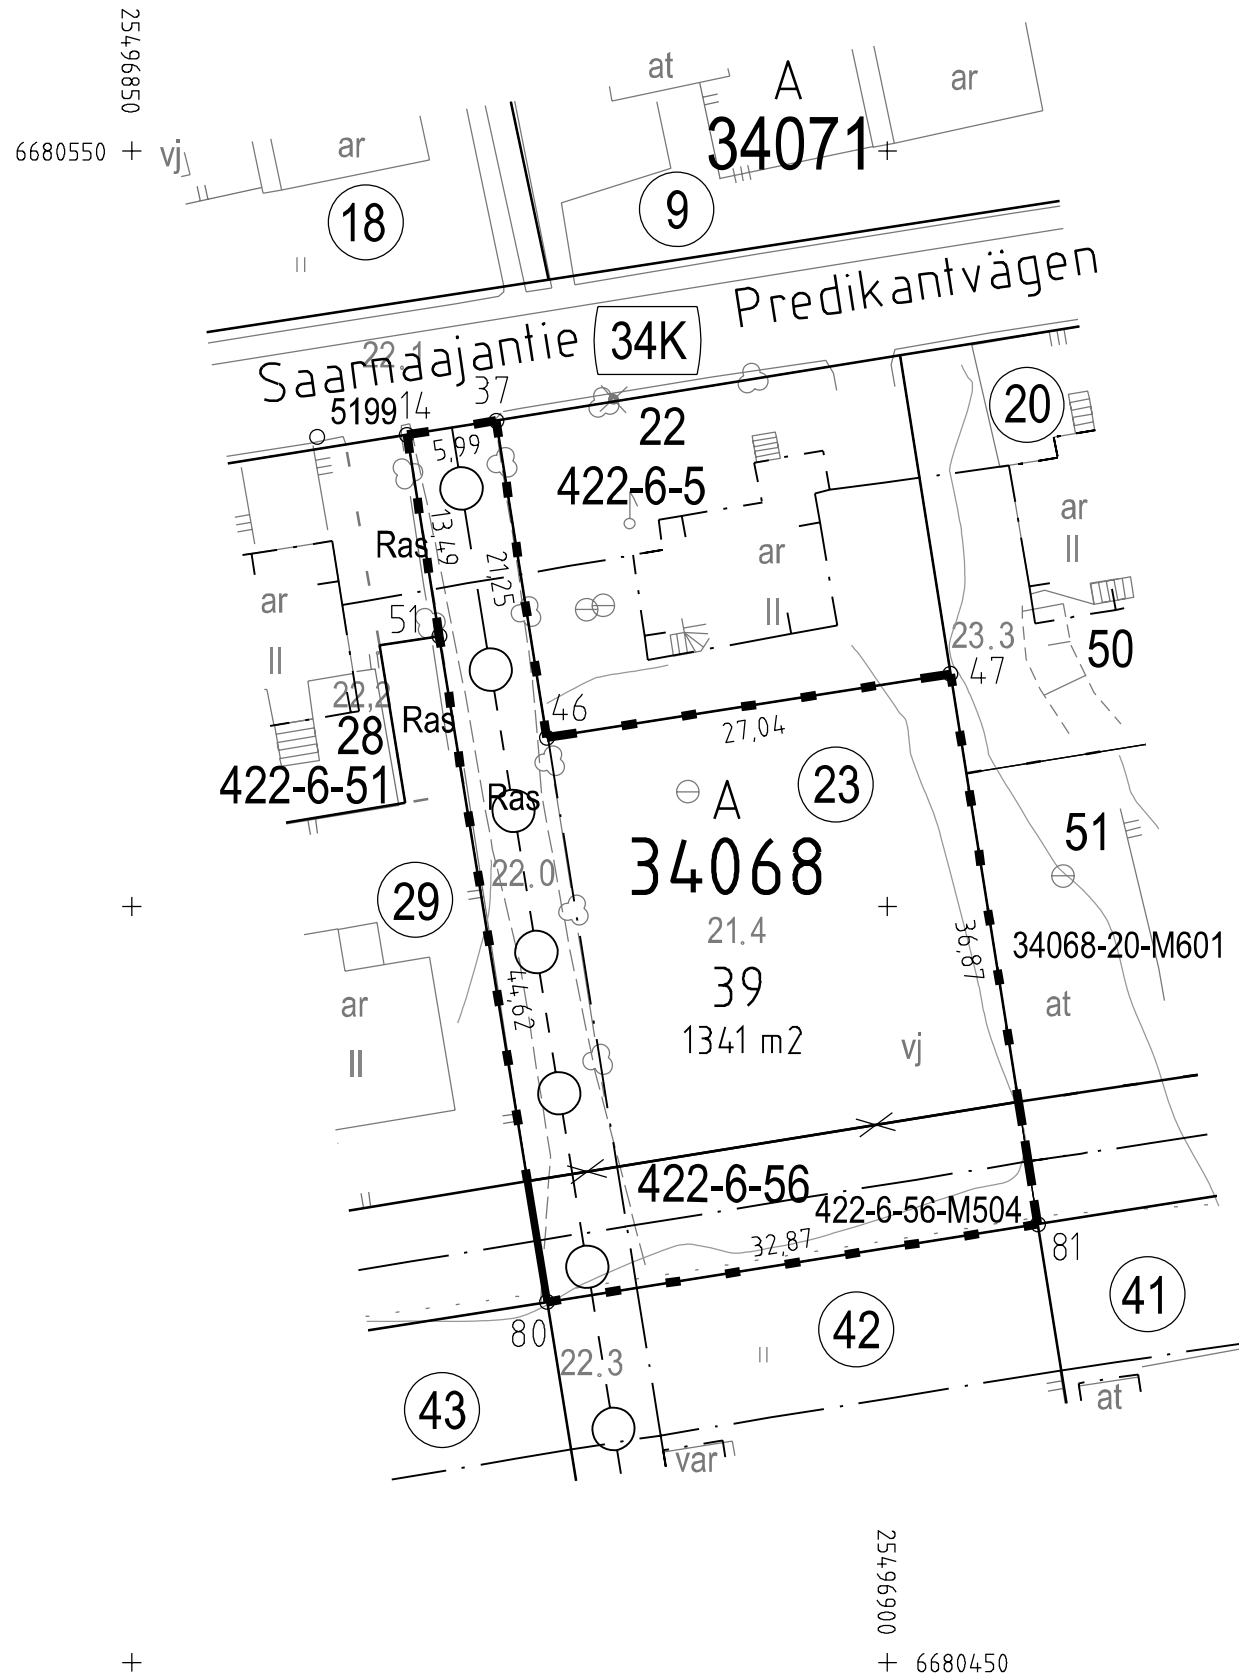 25496850
6680550
vj
ar
18
at
A
34071
ar
9
Saarnaajantie
34K
Predikantvägen
22.1
5199
14
37
5,99
22
422-6-5
20
Ras
13,49
21,25
ar
II
ar
II
ar
II
51
23.3
47
50
22,2
28
Ras
422-6-51
46
27,04
Ras
A
23
34068
51
29
22.0
21.4
36,87
34068-20-M601
39
1341 m2
44,62
ar
II
vj
at
422-6-56
422-6-56-M504
32,87
81
80
22.3
42
41
43
at
var
25496900
6680450